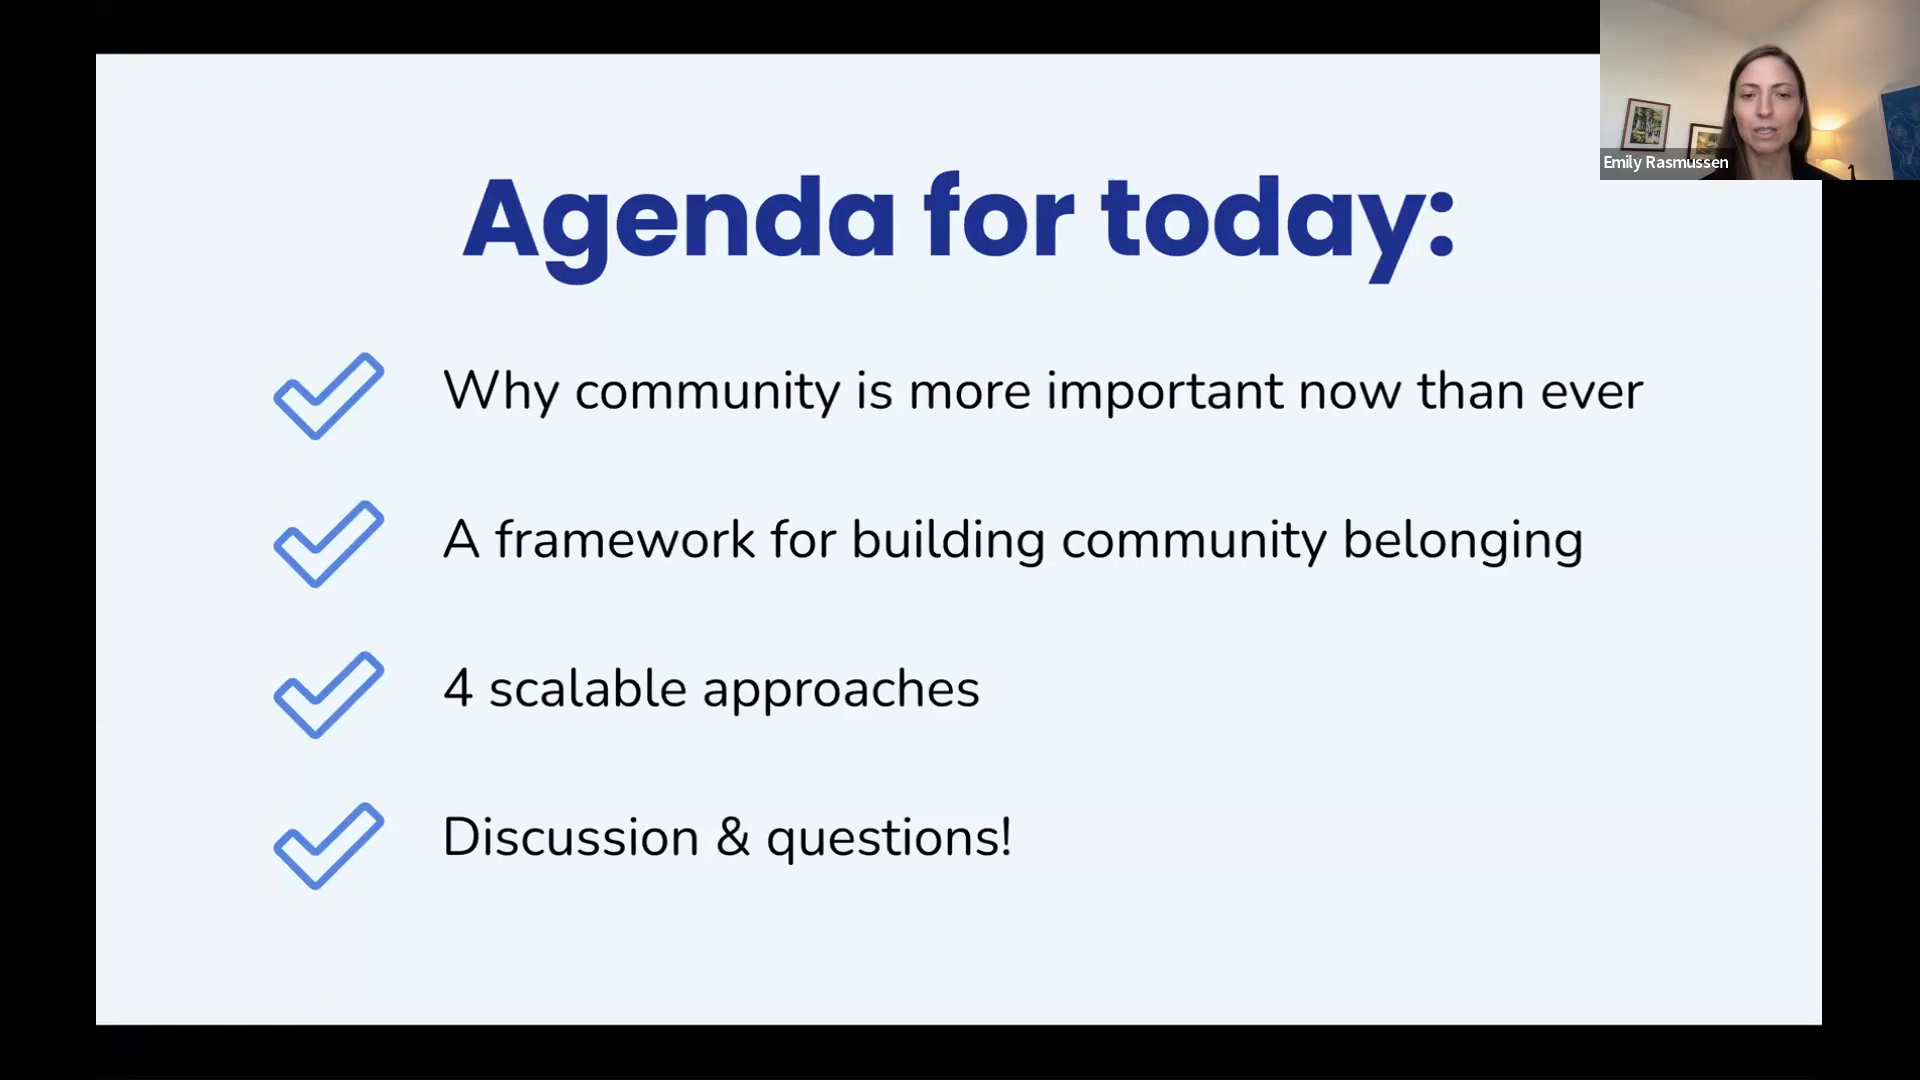 Agenda for today:
Why community is more important now than ever
A framework for building community belonging
4 scalable approaches
Discussion & questions!
Emily Rasmussen